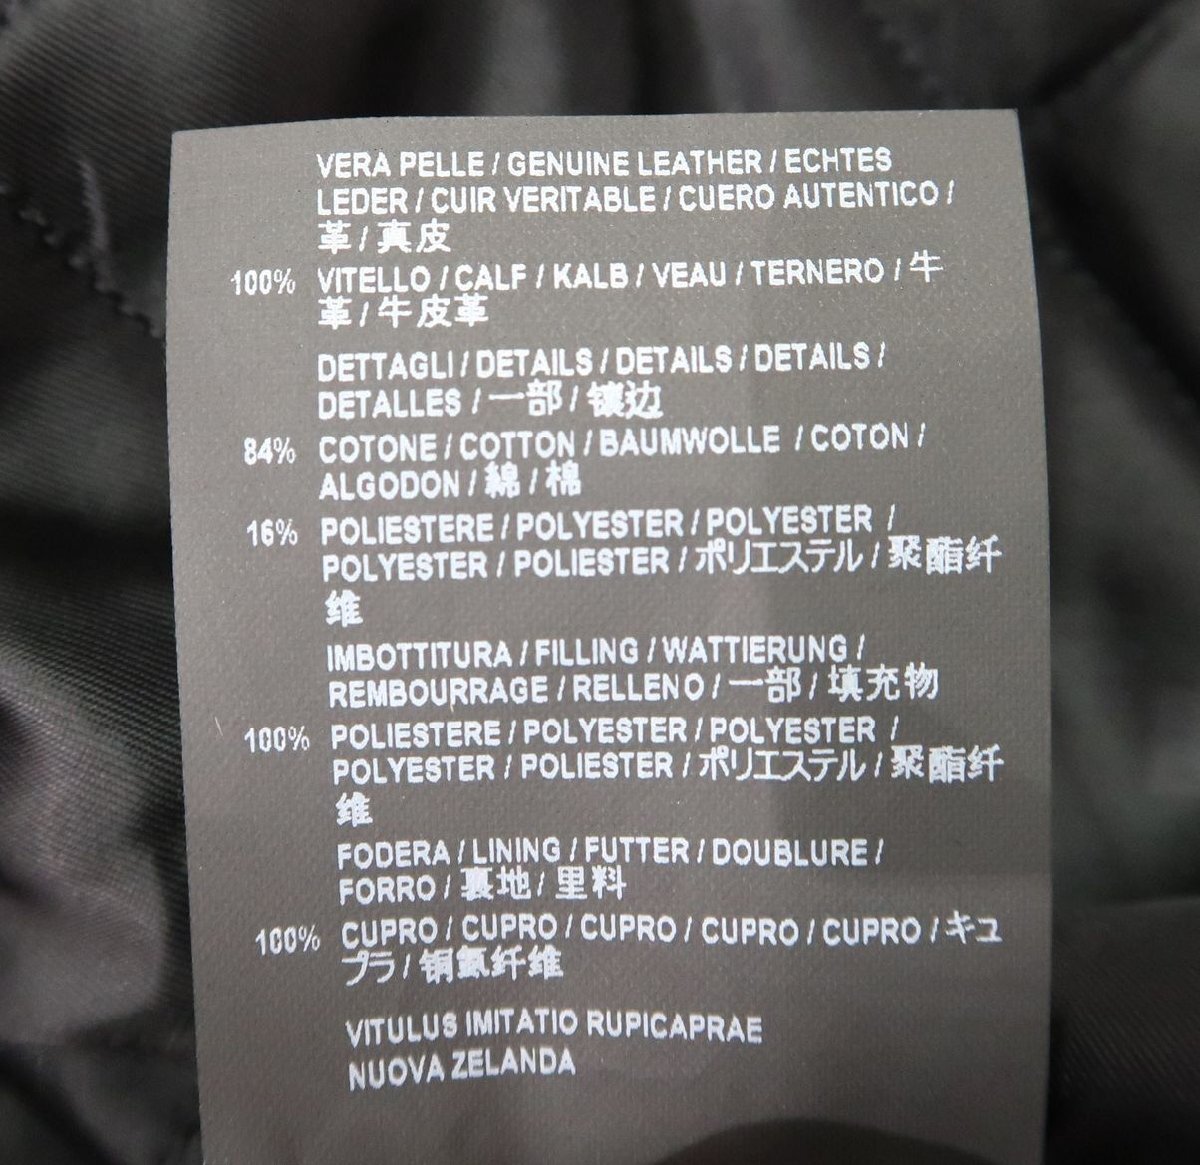 VERA PELLE / GENUINE LEATHER / ECHTES
LEDER / CUIR VERITABLE / CUERO AUTENTICO /
革 / 真皮
100% VITELLO / CALF / KALB / VEAU / TERNERO / 牛
革 / 牛皮革
DETTAGLI / DETAILS / DETAILS / DETAILS /
DETALLES / 一部 / 镶边
84% COTONE / COTTON / BAUMWOLLE / COTON /
ALGODON / 綿 / 棉
16% POLIESTERE / POLYESTER / POLYESTER /
POLYESTER / POLIESTER / ポリエステル / 聚酯纤
维
IMBOTTITURA / FILLING / WATTIERUNG /
REMBOURRAGE / RELLENO / 一部 / 填充物
100% POLIESTERE / POLYESTER / POLYESTER /
POLYESTER / POLIESTER / ポリエステル / 聚酯纤
维
FODERA / LINING / FUTTER / DOUBLURE /
FORRO / 裏地 / 里料
100% CUPRO / CUPRO / CUPRO / CUPRO / CUPRO / キュ
プラ / 铜氨纤维
VITULUS IMITATIO RUPICAPRAE
NUOVA ZELANDA